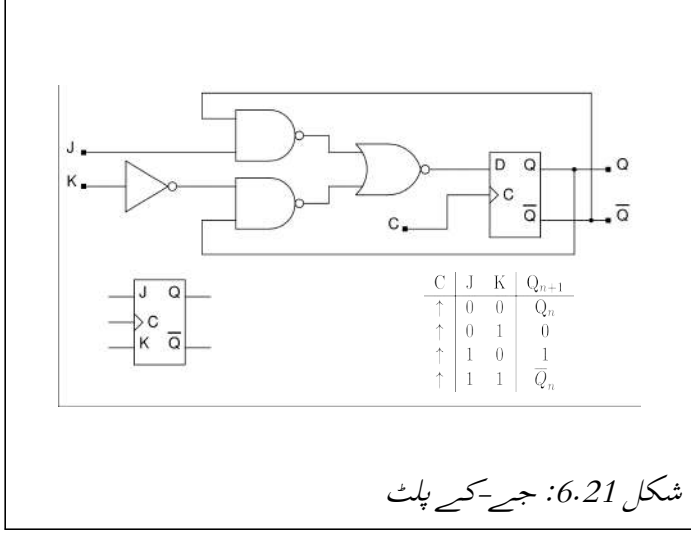 J
K
D Q
C
Q̅
Q
Q̅
C
J Q
C
K Q̅
C J K Qₙ₊₁
↑ 0 0 Qₙ
↑ 0 1 0
↑ 1 0 1
↑ 1 1 Q̅ₙ
شکل 6.21: جے-کے پلٹ